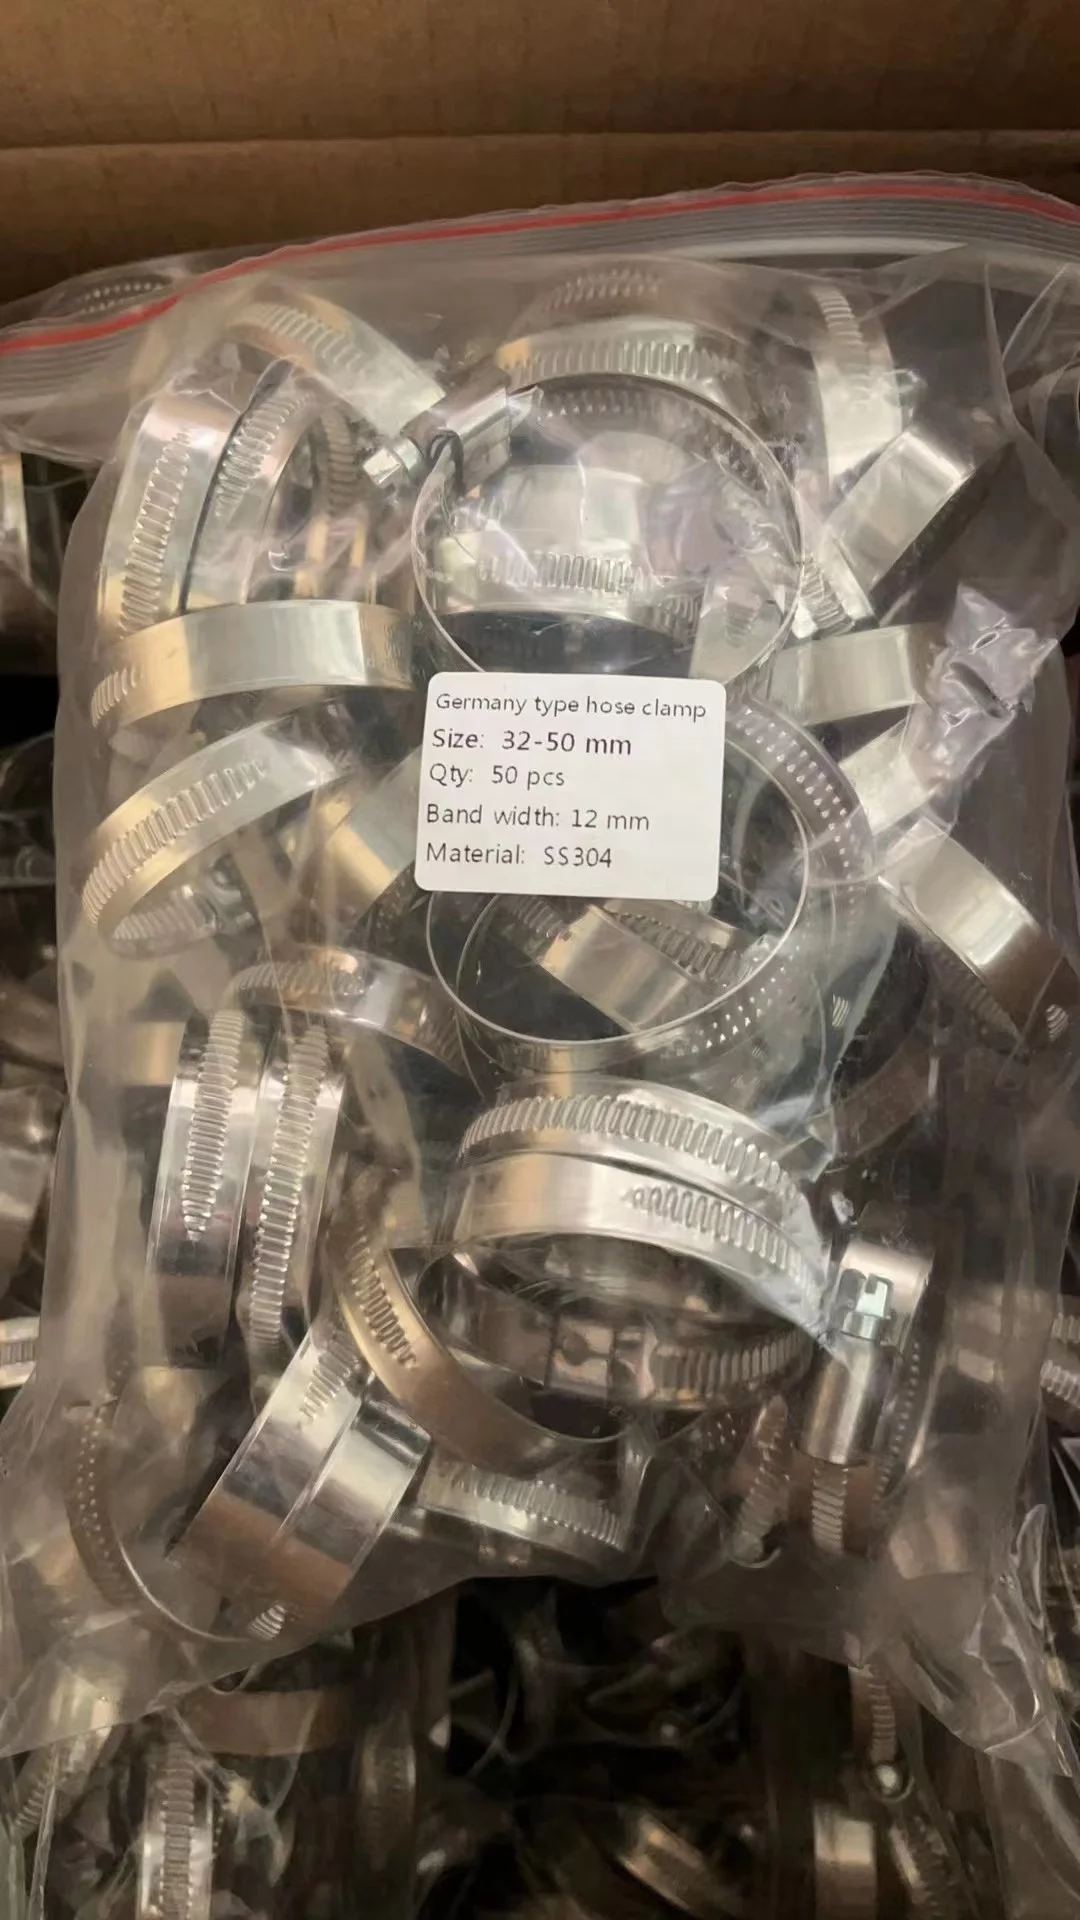 Germany type hose clamp
Size: 32-50 mm
Qty: 50 pcs
Band width: 12 mm
Material: SS304